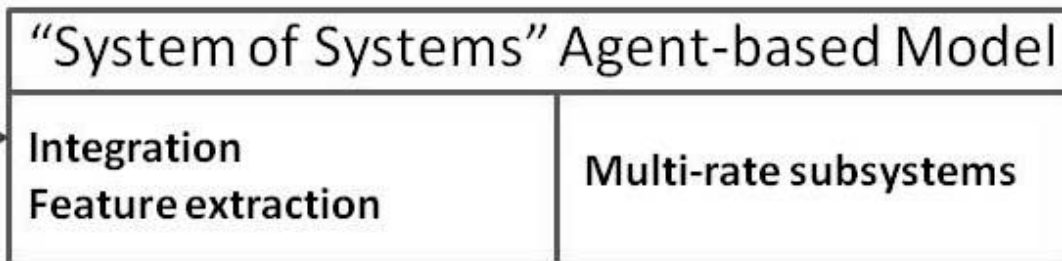 “System of Systems” Agent-based Model
Integration
Feature extraction
Multi-rate subsystems